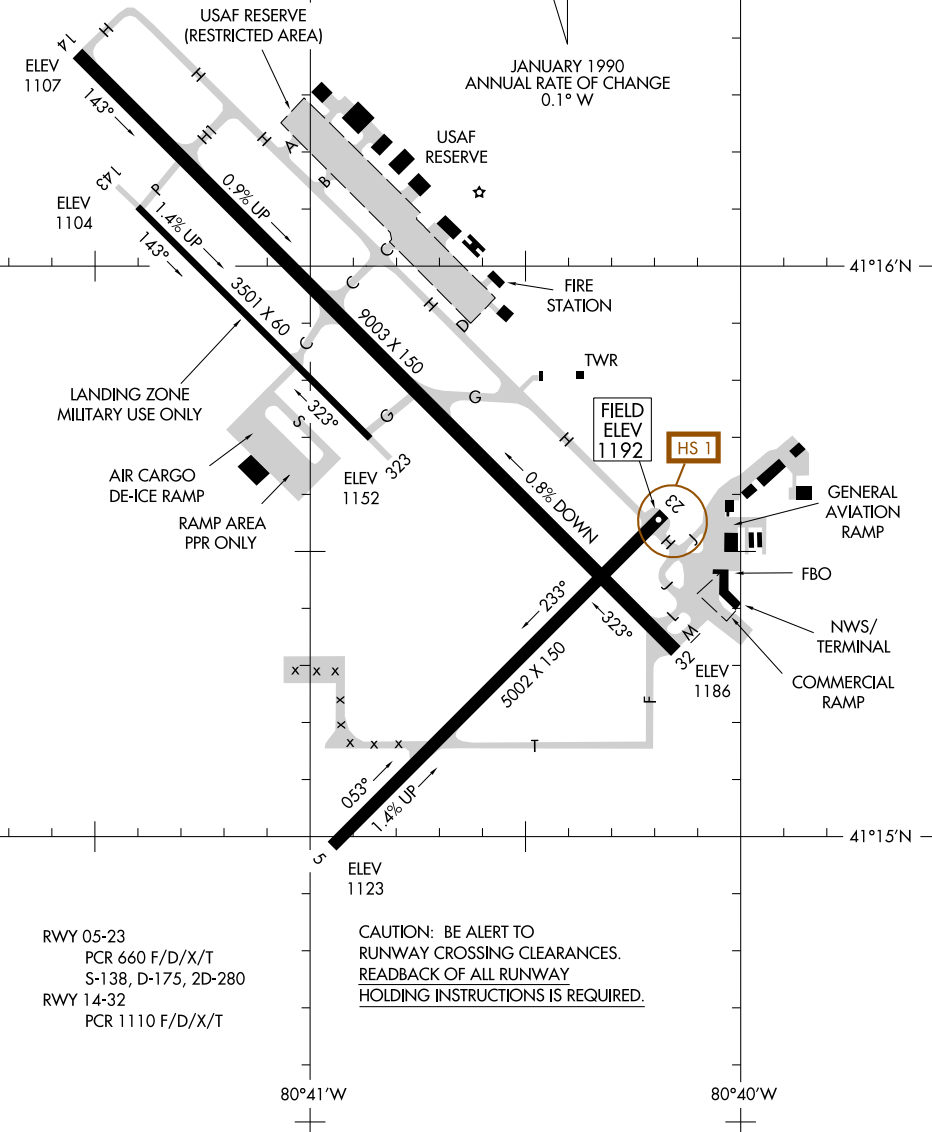 USAF RESERVE
(RESTRICTED AREA)
H
14
ELEV
1107
143°
H
JANUARY 1990
ANNUAL RATE OF CHANGE
0.1° W
H1
H
A
USAF
RESERVE
143
P
B
0.9% UP
ELEV
1104
1.4% UP
143°
C
41°16'N
C
3501 X 60
H
FIRE
STATION
D
9003 X 150
C
TWR
LANDING ZONE
MILITARY USE ONLY
323°
S
G
G
FIELD
ELEV
1192
H
HS 1
323
ELEV
1152
AIR CARGO
DE-ICE RAMP
0.8% DOWN
RAMP AREA
PPR ONLY
23
GENERAL
AVIATION
RAMP
H
J
FBO
J
233°
323°
L
M
NWS/
TERMINAL
32
ELEV
1186
COMMERCIAL
RAMP
5002 X 150
x x x
x
F
x
x x x
T
053°
1.4% UP
41°15'N
5
ELEV
1123
RWY 05-23
PCR 660 F/D/X/T
S-138, D-175, 2D-280
RWY 14-32
PCR 1110 F/D/X/T
CAUTION: BE ALERT TO
RUNWAY CROSSING CLEARANCES.
READBACK OF ALL RUNWAY
HOLDING INSTRUCTIONS IS REQUIRED.
80°41'W
80°40'W